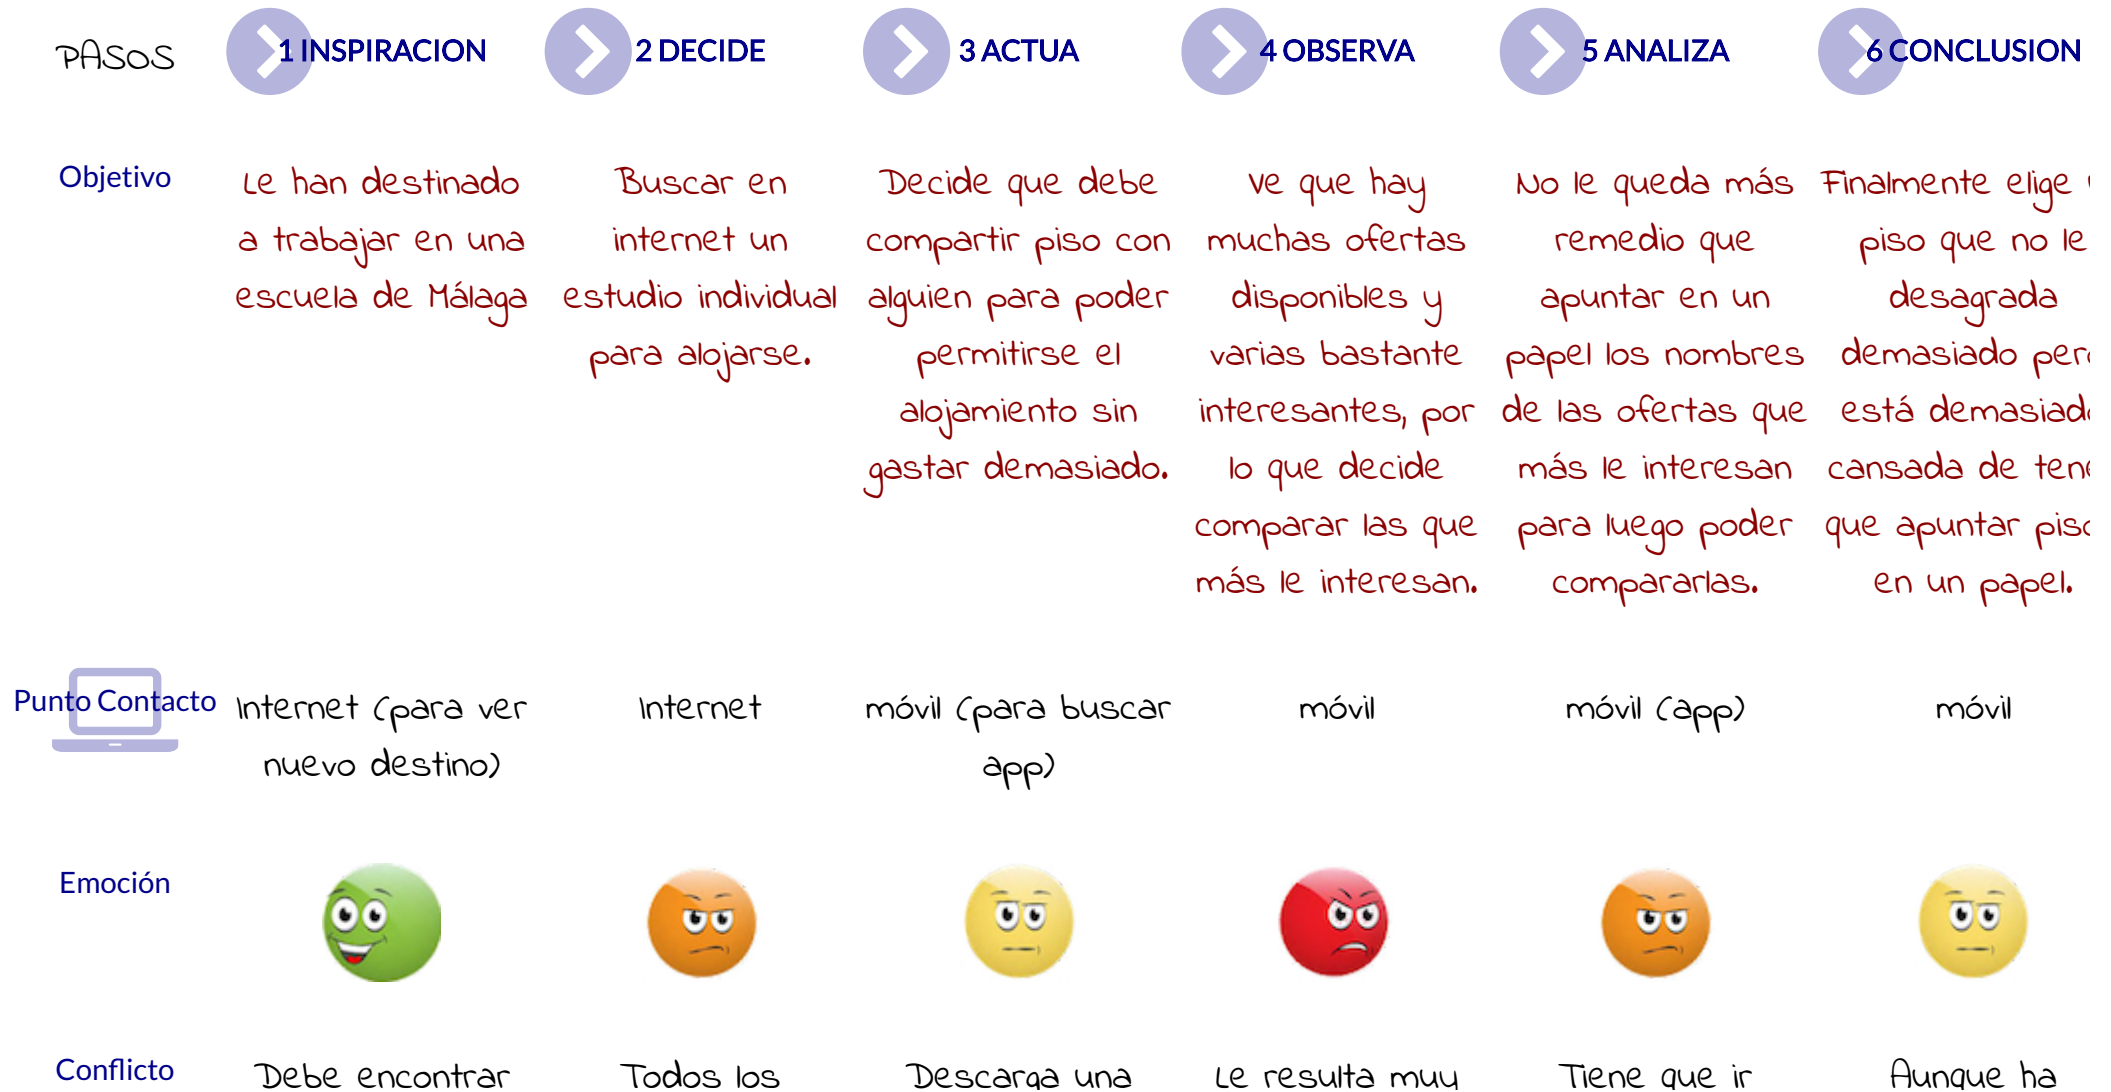 PASOS
1 INSPIRACION
2 DECIDE
3 ACTUA
4 OBSERVA
5 ANALIZA
6 CONCLUSION
Objetivo
Le han destinado
a trabajar en una
escuela de Málaga
Buscar en
internet un
estudio individual
para alojarse.
Decide que debe
compartir piso con
alguien para poder
permitirse el
alojamiento sin
gastar demasiado.
Ve que hay
muchas ofertas
disponibles y
varias bastante
interesantes, por
lo que decide
comparar las que
más le interesan.
No le queda más
remedio que
apuntar en un
papel los nombres
de las ofertas que
más le interesan
para luego poder
compararlas.
Finalmente elige
piso que no le
desagrada
demasiado
está
cansada de
que apuntar
en un papel.
Punto Contacto
Internet (para ver
nuevo destino)
Internet
móvil (para buscar
app)
móvil
móvil (app)
móvil
Emoción
Conflicto
Debe encontrar
Todos los
Descarga una
Le resulta muy
Tiene que ir
Aunque ha